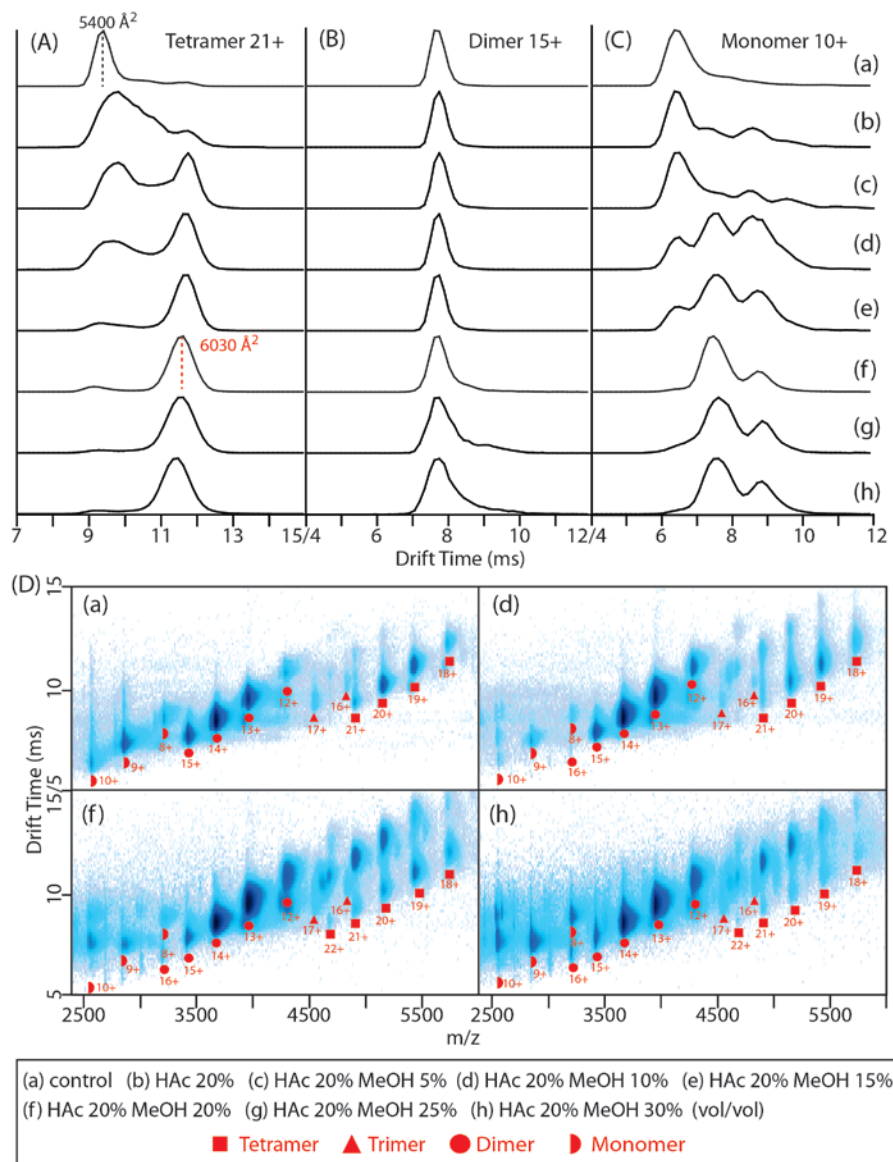 5400 Å²
(A) Tetramer 21+ (B) Dimer 15+ (C) Monomer 10+
(a)
(b)
(c)
(d)
(e)
6030 Å²
(f)
(g)
(h)
7 9 11 13 15/4 6 8 10 12/4 6 8 10 12
Drift Time (ms)
(D)
15
(a) (d)
10
18+ 18+
19+ 19+
12+ 16+ 20+ 12+ 16+ 20+
8+ 13+ 17+ 21+ 8+ 13+ 17+ 21+
9+ 15+ 14+ 9+ 15+ 14+
10+ 10+ 16+
Drift Time (ms)
15/5
(f) (h)
10
18+ 18+
12+ 16+ 19+ 12+ 16+ 19+
8+ 13+ 17+ 20+ 8+ 13+ 17+ 20+
9+ 15+ 14+ 22+ 21+ 9+ 15+ 14+ 22+ 21+
10+ 16+ 10+ 16+
5
2500 3500 4500 5500 3500 4500 5500
m/z
(a) control (b) HAc 20% (c) HAc 20% MeOH 5% (d) HAc 20% MeOH 10% (e) HAc 20% MeOH 15%
(f) HAc 20% MeOH 20% (g) HAc 20% MeOH 25% (h) HAc 20% MeOH 30% (vol/vol)
Tetramer Trimer Dimer Monomer